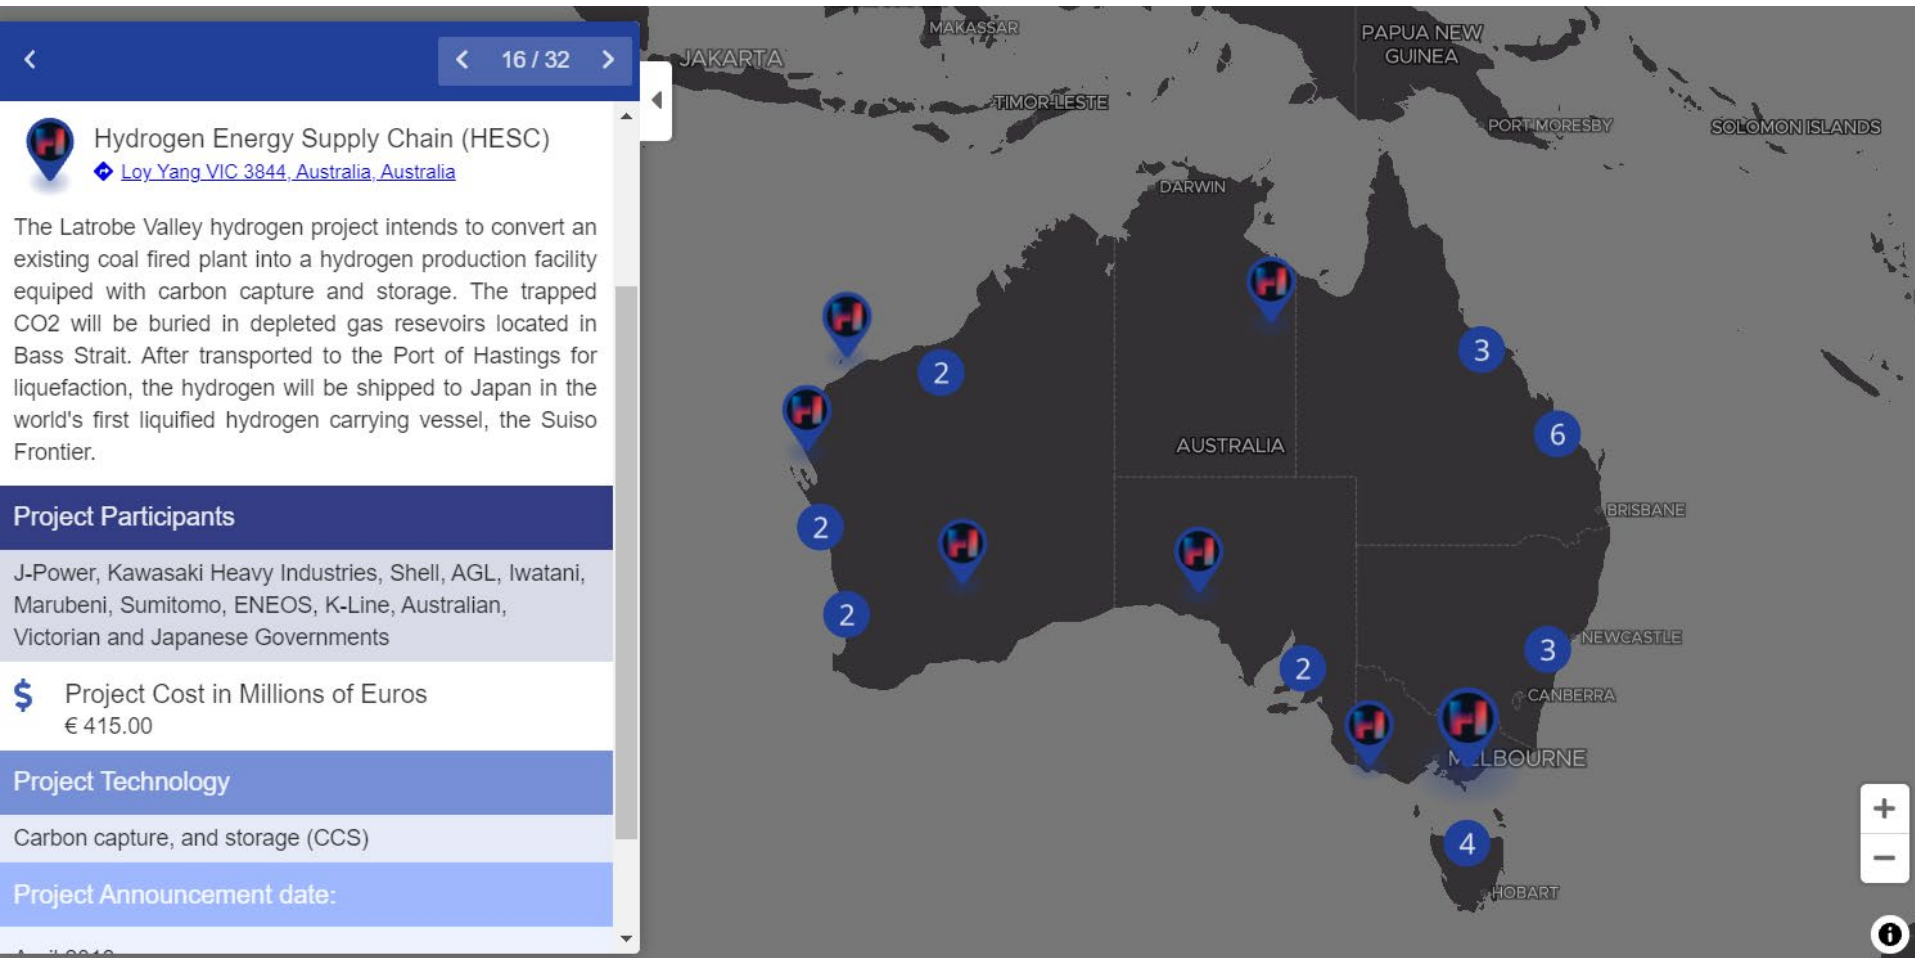 16 / 32
Hydrogen Energy Supply Chain (HESC)
Loy Yang VIC 3844, Australia, Australia
The Latrobe Valley hydrogen project intends to convert an
existing coal fired plant into a hydrogen production facility
equiped with carbon capture and storage. The trapped
CO2 will be buried in depleted gas resevoirs located in
Bass Strait. After transported to the Port of Hastings for
liquefaction, the hydrogen will be shipped to Japan in the
world's first liquified hydrogen carrying vessel, the Suiso
Frontier.
Project Participants
J-Power, Kawasaki Heavy Industries, Shell, AGL, Iwatani,
Marubeni, Sumitomo, ENEOS, K-Line, Australian,
Victorian and Japanese Governments
$ Project Cost in Millions of Euros
€ 415.00
Project Technology
Carbon capture, and storage (CCS)
Project Announcement date:
MAKASSAR
JAKARTA
PAPUA NEW
GUINEA
TIMOR-LESTE
PORT MORESBY
SOLOMON ISLANDS
DARWIN
H
H
3
2
H
6
AUSTRALIA
BRISBANE
2
H
H
2
NEWCASTLE
3
2
CANBERRA
H
H
MELBOURNE
+
4
−
HOBART
i